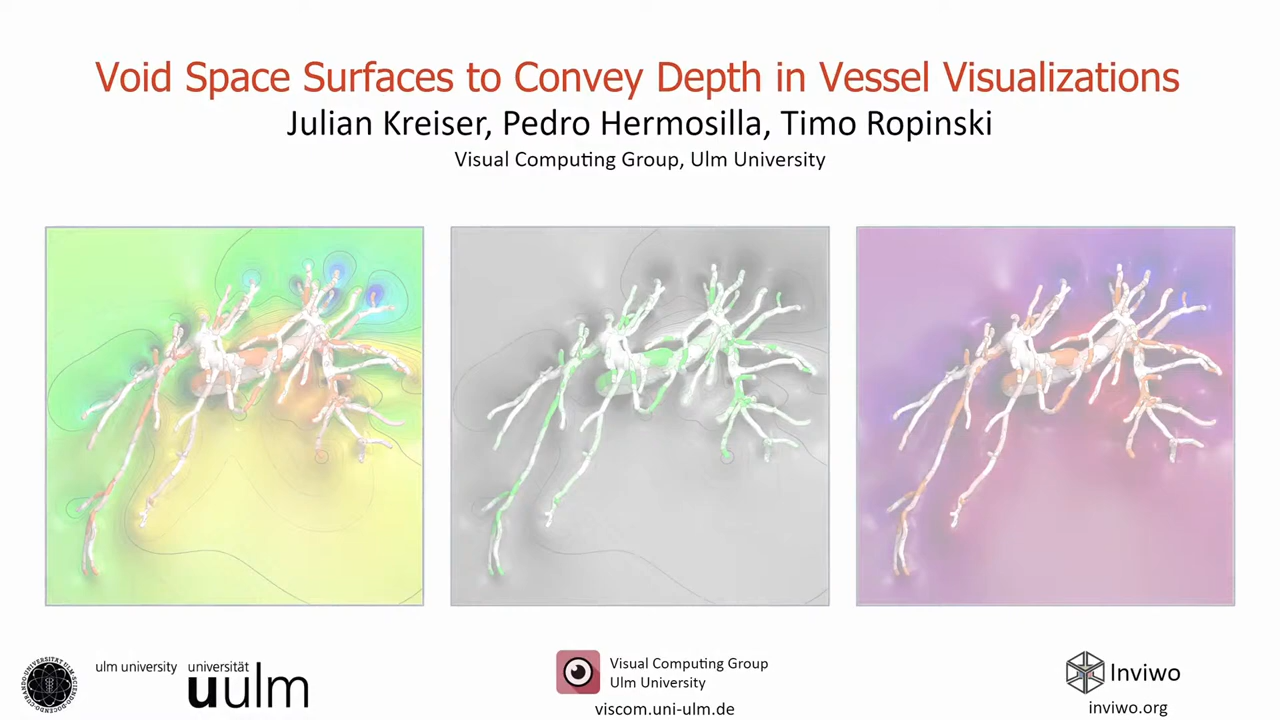 Void Space Surfaces to Convey Depth in Vessel Visualizations
Julian Kreiser, Pedro Hermosilla, Timo Ropinski
Visual Computing Group, Ulm University
ulm university universität
uulm
Visual Computing Group
Ulm University
viscom.uni-ulm.de
Inviwo
inviwo.org